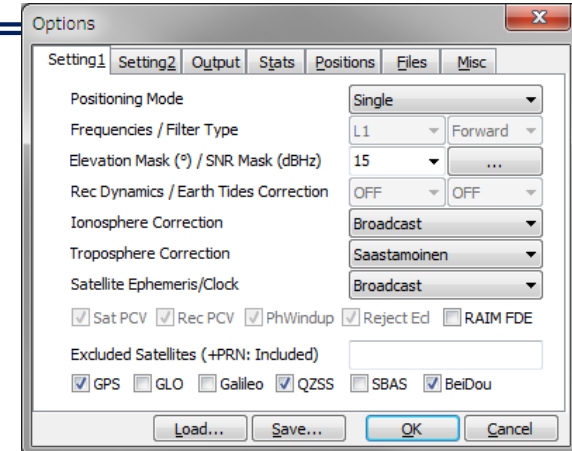 Options
Setting1 Setting2 Output Stats Positions Files Misc
Positioning Mode Single
Frequencies / Filter Type L1 Forward
Elevation Mask (°) / SNR Mask (dBHz) 15 ...
Rec Dynamics / Earth Tides Correction OFF OFF
Ionosphere Correction Broadcast
Troposphere Correction Saastamoinen
Satellite Ephemeris/Clock Broadcast
Sat PCV Rec PCV PhWindup Reject Ecl RAIM FDE
Excluded Satellites (+PRN: Included)
GPS GLO Galileo QZSS SBAS BeiDou
Load... Save... OK Cancel